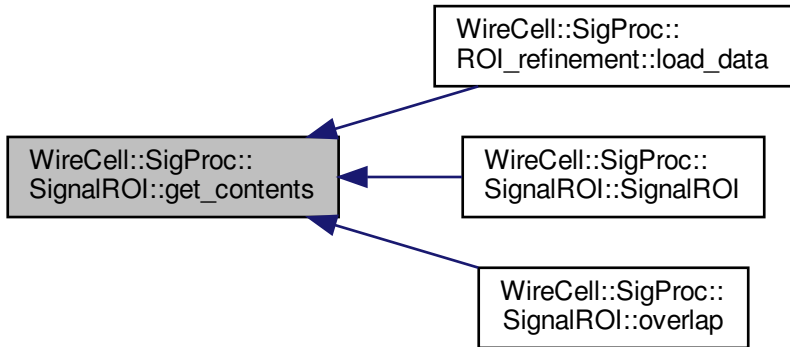 WireCell::SigProc::
ROI_refinement::load_data
WireCell::SigProc::
SignalROI::get_contents
WireCell::SigProc::
SignalROI::SignalROI
WireCell::SigProc::
SignalROI::overlap